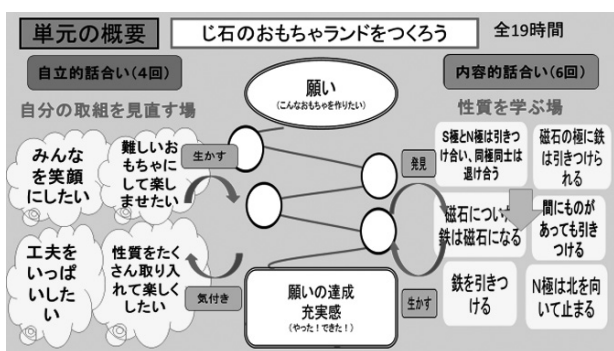 単元の概要
じ石のおもちゃランドをつくろう
全19時間
自立的話合い(4回)
自分の取組を見直す場
みんな
を笑顔
にしたい
難しいお
もちゃに
して楽し
ませたい
工夫を
いっぱ
いした
い
性質をたく
さん取り入
れて楽しく
したい
生かす
気付き
願い
(こんなおもちゃを作りたい)
願いの達成
充実感
(やった!できた!)
内容的話合い(6回)
性質を学ぶ場
発見
生かす
S極とN極は引きつ
け合い、同極同士は
退け合う
磁石の極に鉄
は引きつけら
れる
磁石についた
鉄は磁石になる
間にものが
あっても引き
つける
鉄を引きつ
ける
N極は北を向
いて止まる